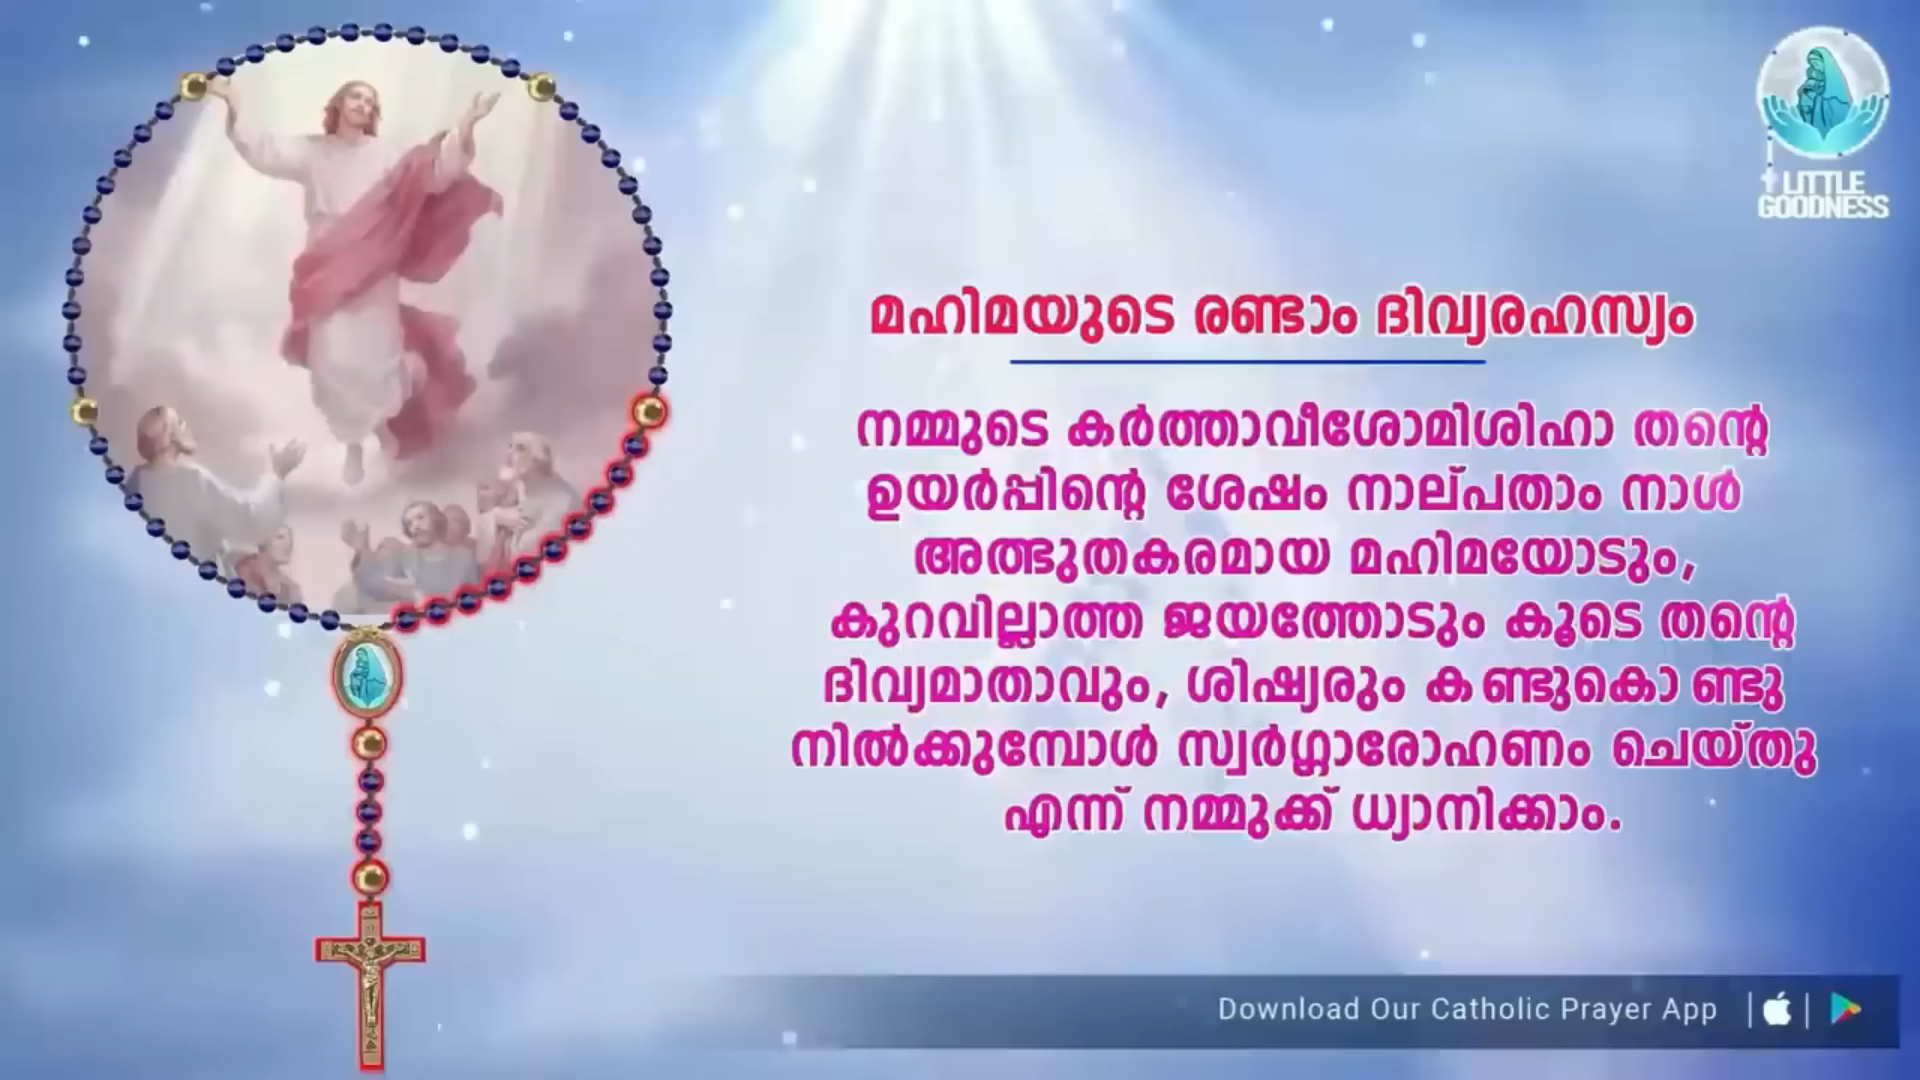 LITTLE
GOODNESS
മഹിമയുടെ രണ്ടാം ദിവ്യരഹസ്യം
നമ്മുടെ കർത്താവീശോമിശിഹാ തന്റെ
ഉയർപ്പിന്റെ ശേഷം നാല്പതാം നാൾ
അത്ഭുതകരമായ മഹിമയോടും,
കുറവില്ലാത്ത ജയത്തോടും കൂടെ തന്റെ
ദിവ്യമാതാവും, ശിഷ്യരും കണ്ടുകൊണ്ടു
നിൽക്കുമ്പോൾ സ്വർഗ്ഗാരോഹണം ചെയ്തു
എന്ന് നമ്മുക്ക് ധ്യാനിക്കാം.
Download Our Catholic Prayer App